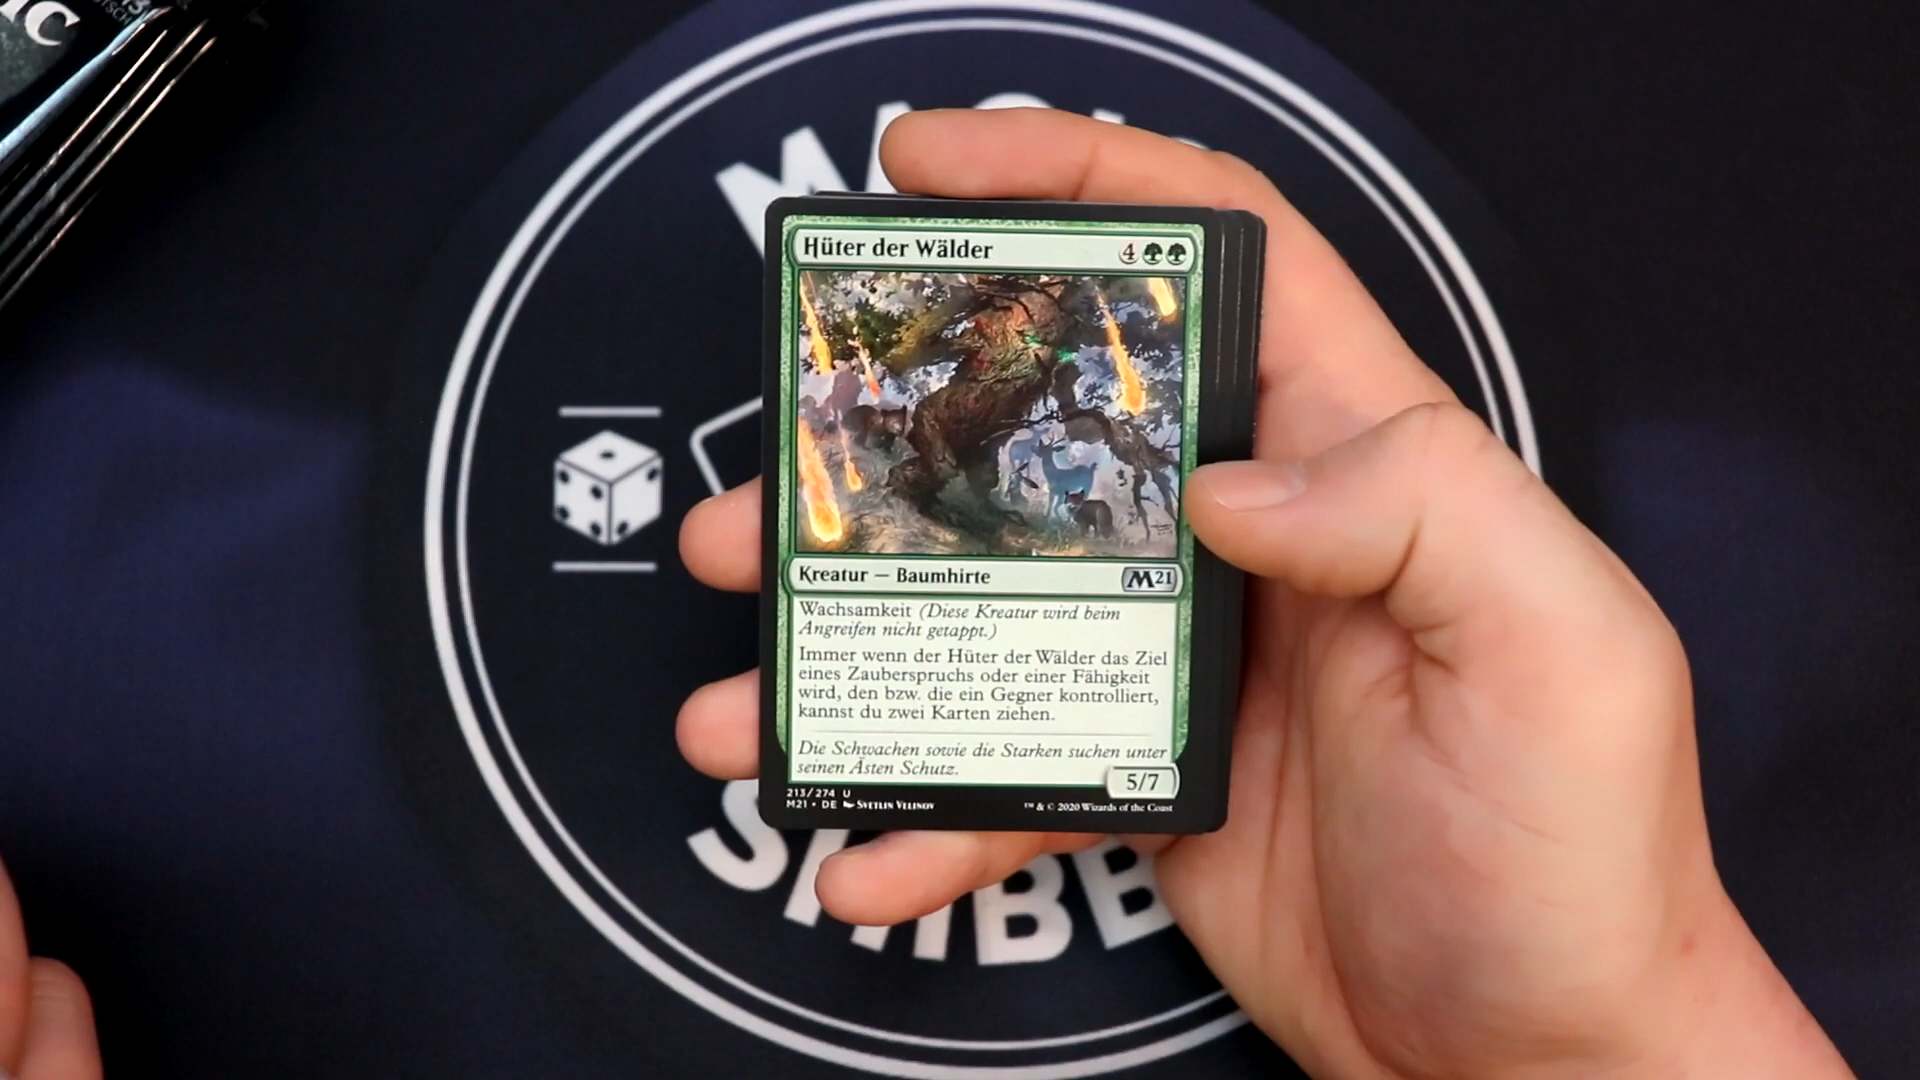 IC
Hüter der Wälder
4
Kreatur — Baumhirte
M21
Wachsamkeit (Diese Kreatur wird beim
Angreifen nicht getappt.)
Immer wenn der Hüter der Wälder das Ziel
eines Zauberspruchs oder einer Fähigkeit
wird, den bzw. die ein Gegner kontrolliert,
kannst du zwei Karten ziehen.
Die Schwachen sowie die Starken suchen unter
seinen Ästen Schutz.
5/7
213/274 U
M21 • DE Svetlin Velinov
™ & © 2020 Wizards of the Coast